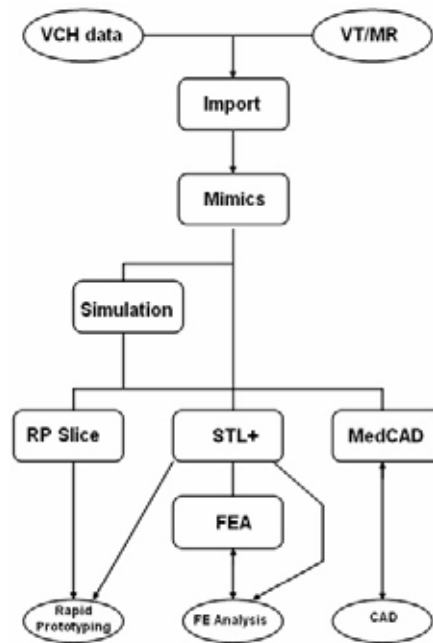 VCH data
VT/MR
Import
Mimics
Simulation
RP Slice
STL+
MedCAD
FEA
Rapid
Prototyping
FE Analysis
CAD